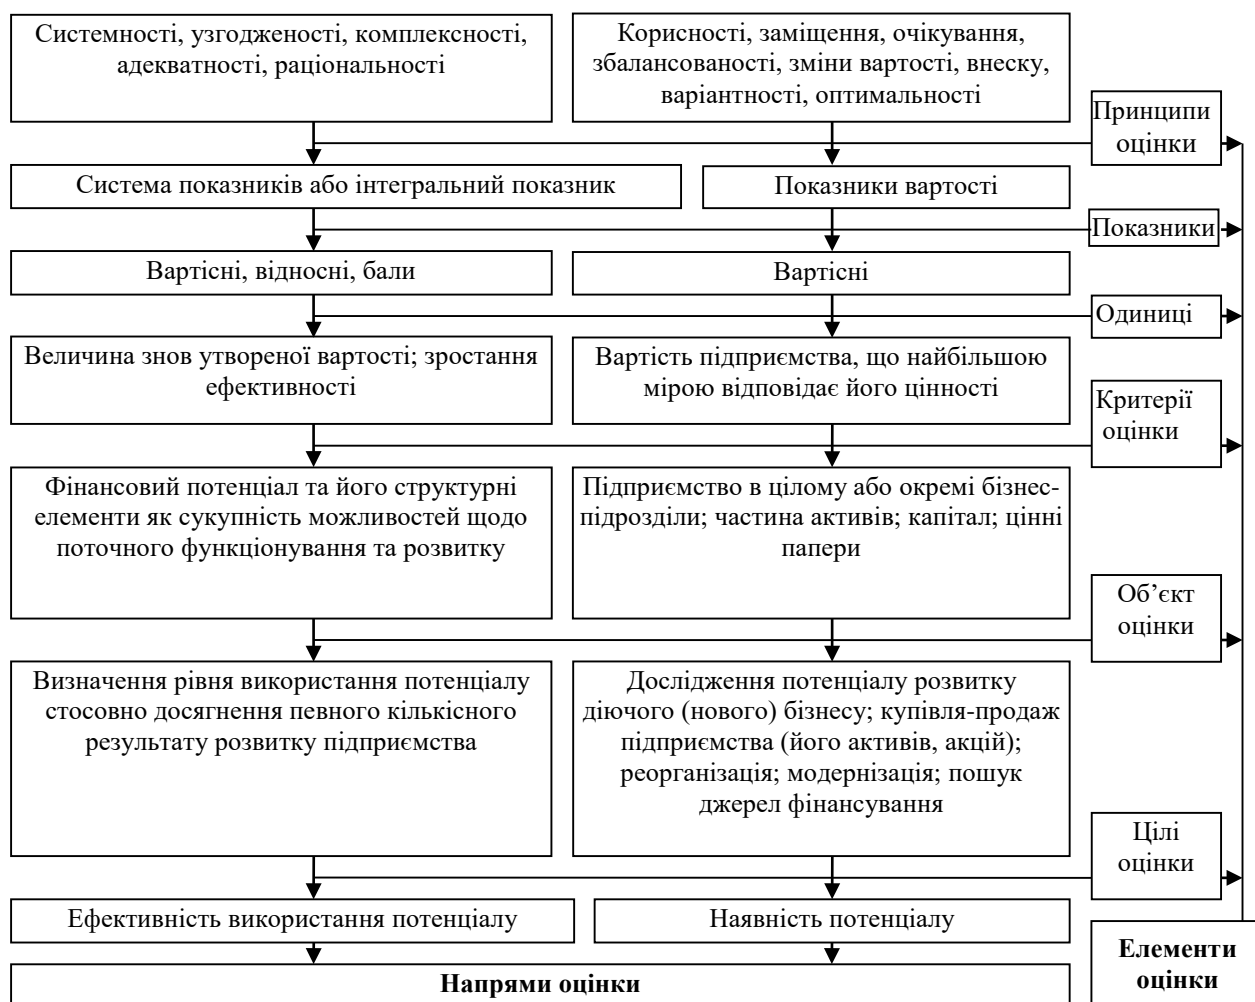 Системності, узгодженості, комплексності,
адекватності, раціональності
Корисності, заміщення, очікування,
збалансованості, зміни вартості, внеску,
варіантності, оптимальності
Принципи
оцінки
Система показників або інтегральний показник
Показники вартості
Показники
Вартісні, відносні, бали
Вартісні
Одиниці
Величина знов утвореної вартості; зростання
ефективності
Вартість підприємства, що найбільшою
мірою відповідає його цінності
Критерії
оцінки
Фінансовий потенціал та його структурні
елементи як сукупність можливостей щодо
поточного функціонування та розвитку
Підприємство в цілому або окремі бізнес-
підрозділи; частина активів; капітал; цінні
папери
Об’єкт
оцінки
Визначення рівня використання потенціалу
стосовно досягнення певного кількісного
результату розвитку підприємства
Дослідження потенціалу розвитку
діючого (нового) бізнесу; купівля-продаж
підприємства (його активів, акцій);
реорганізація; модернізація; пошук
джерел фінансування
Цілі
оцінки
Ефективність використання потенціалу
Наявність потенціалу
Елементи
оцінки
Напрями оцінки